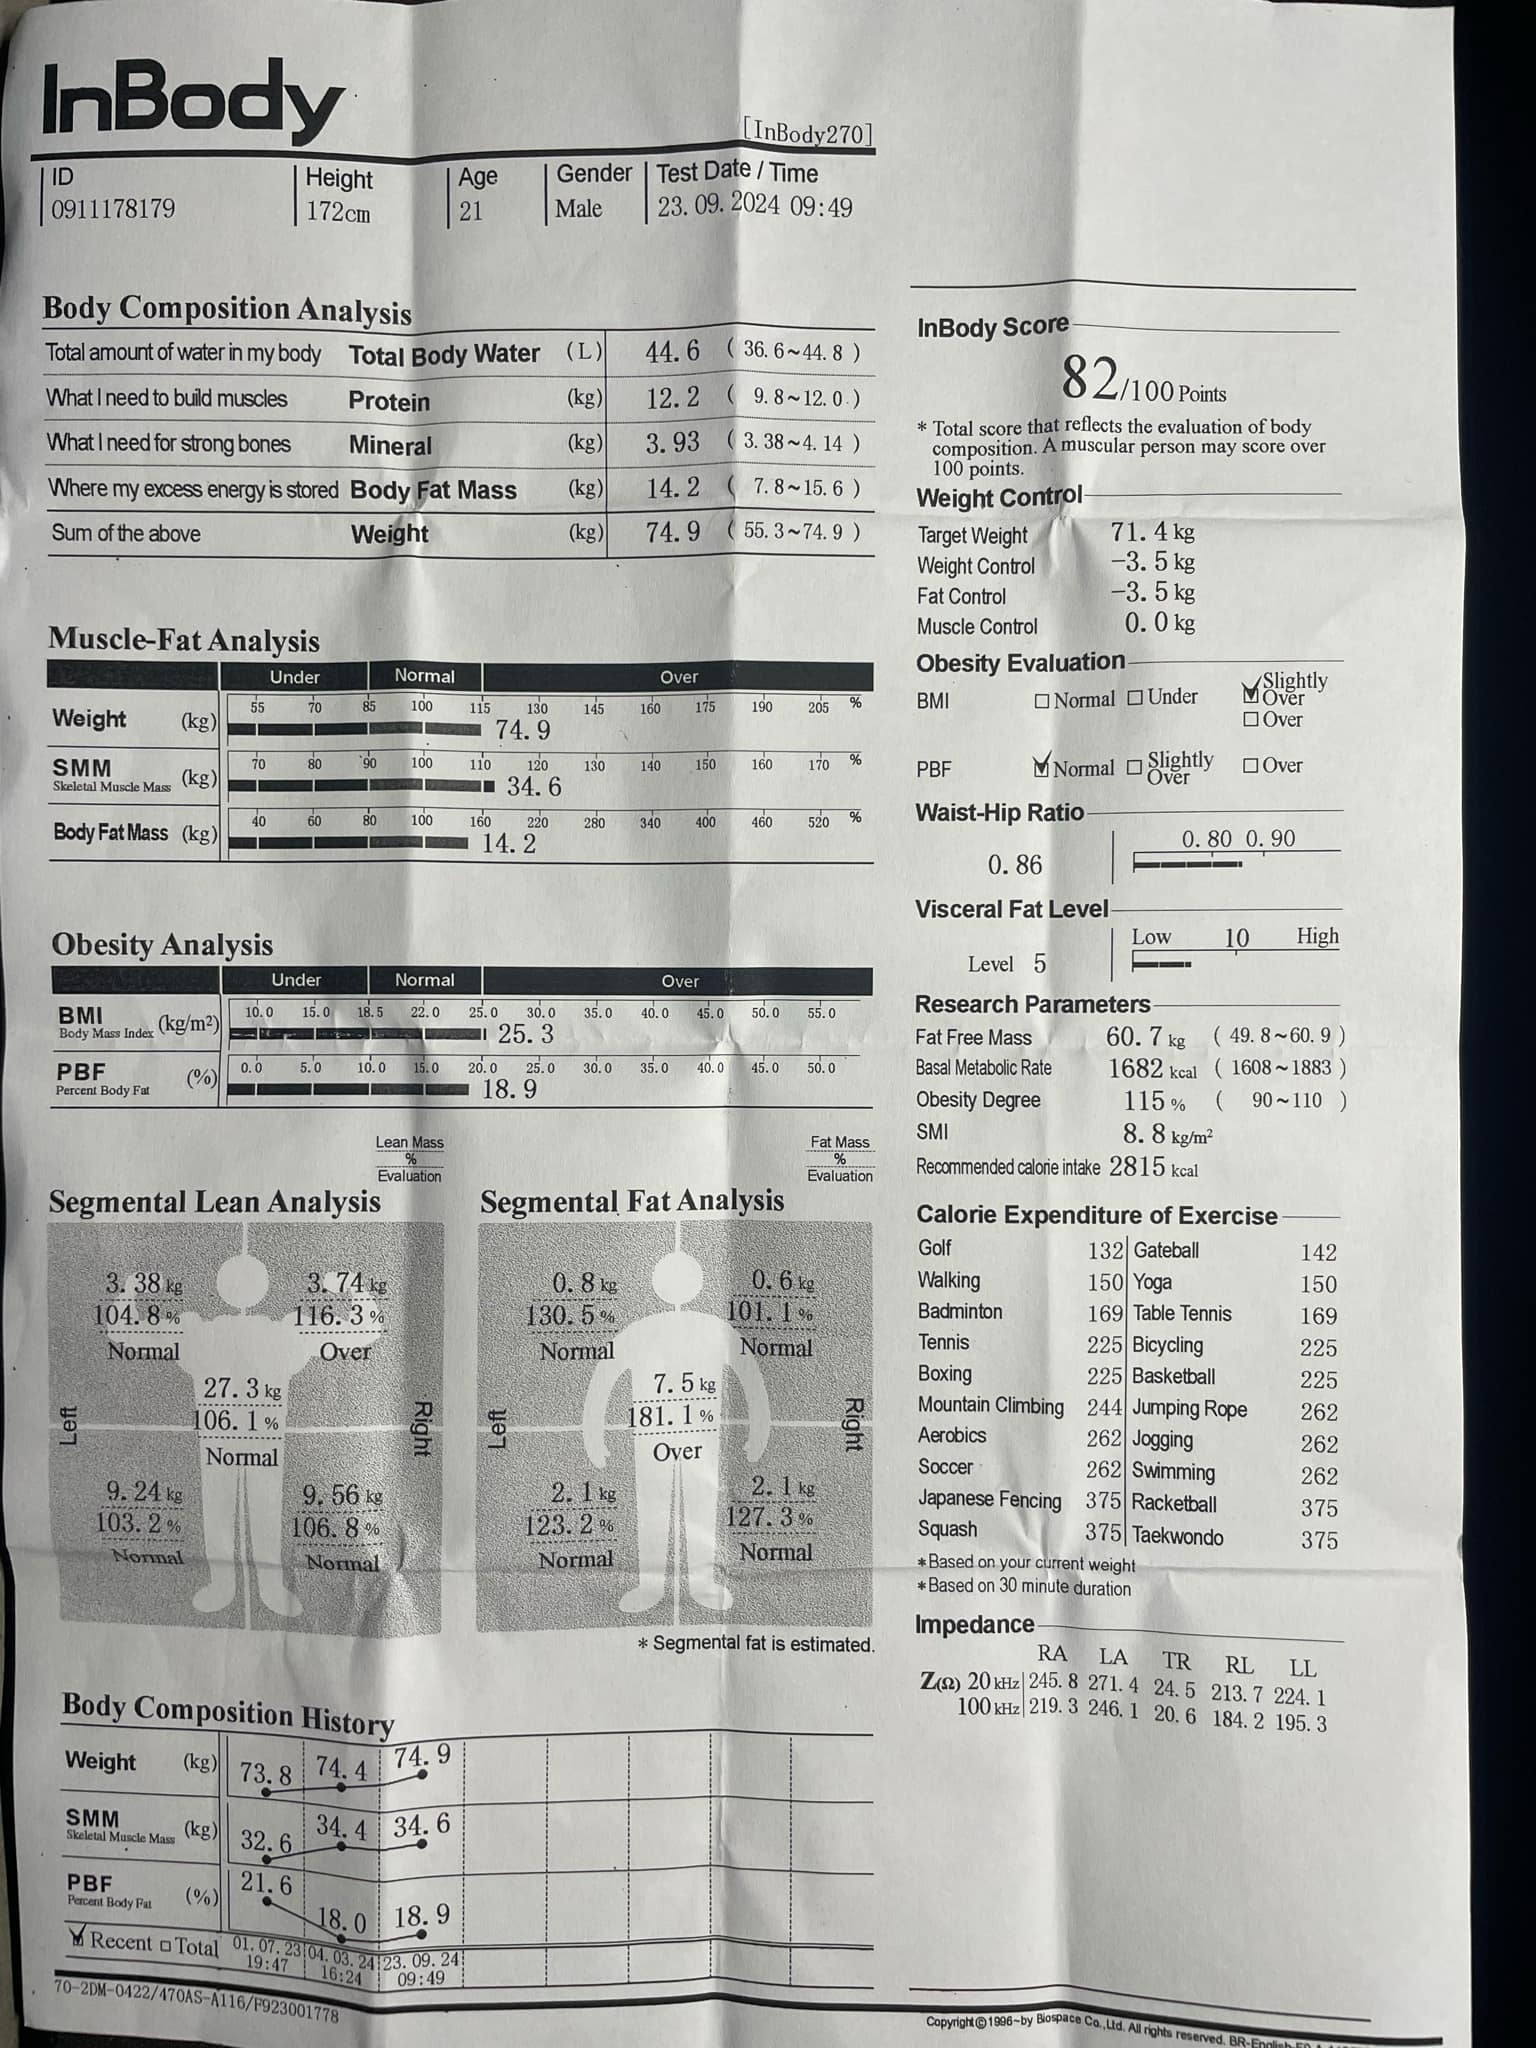 InBody
[InBody270]
ID Height Age Gender Test Date / Time
0911178179 172cm 21 Male 23. 09. 2024 09:49
Body Composition Analysis
Total amount of water in my body Total Body Water (L) 44. 6 ( 36. 6~44. 8 )
What I need to build muscles Protein (kg) 12. 2 ( 9. 8~12. 0 )
What I need for strong bones Mineral (kg) 3. 93 ( 3. 38~4. 14 )
Where my excess energy is stored Body Fat Mass (kg) 14. 2 ( 7. 8~15. 6 )
Sum of the above Weight (kg) 74. 9 ( 55. 3~74. 9 )
Muscle-Fat Analysis
Under Normal Over
55 70 85 100 115 130 145 160 175 190 205 %
Weight (kg) 74. 9
70 80 90 100 110 120 130 140 150 160 170 %
SMM (kg) 34. 6
Skeletal Muscle Mass
40 60 80 100 160 220 280 340 400 460 520 %
Body Fat Mass (kg) 14. 2
Obesity Analysis
Under Normal Over
10. 0 15. 0 18. 5 22. 0 25. 0 30. 0 35. 0 40. 0 45. 0 50. 0 55. 0
BMI (kg/m²) 25. 3
Body Mass Index
0. 0 5. 0 10. 0 15. 0 20. 0 25. 0 30. 0 35. 0 40. 0 45. 0 50. 0
PBF (%) 18. 9
Percent Body Fat
Lean Mass
%
Evaluation
Segmental Lean Analysis
3. 38 kg 3. 74 kg
104. 8 % 116. 3 %
Normal Over
27. 3 kg
106. 1 %
Normal
Left Right
9. 24 kg 9. 56 kg
103. 2 % 106. 8 %
Normal Normal
Fat Mass
%
Evaluation
Segmental Fat Analysis
0. 8 kg 0. 6 kg
130. 5 % 101. 1 %
Normal Normal
7. 5 kg
181. 1 %
Over
Left Right
2. 1 kg 2. 1 kg
123. 2 % 127. 3 %
Normal Normal
* Segmental fat is estimated.
Body Composition History
Weight (kg) 73. 8 74. 4 74. 9
SMM (kg) 32. 6 34. 4 34. 6
Skeletal Muscle Mass
PBF (%) 21. 6 18. 0 18. 9
Percent Body Fat
Recent Total 01. 07. 23 04. 03. 24 23. 09. 24
19:47 16:24 09:49
70-2DM-0422/470AS-A116/F923001778
InBody Score
82/100 Points
* Total score that reflects the evaluation of body
composition. A muscular person may score over
100 points.
Weight Control
Target Weight 71. 4 kg
Weight Control -3. 5 kg
Fat Control -3. 5 kg
Muscle Control 0. 0 kg
Obesity Evaluation
BMI Normal Under Slightly
Over
Over
PBF Normal Slightly Over
Over
Waist-Hip Ratio
0. 80 0. 90
0. 86
Visceral Fat Level
Low 10 High
Level 5
Research Parameters
Fat Free Mass 60. 7 kg ( 49. 8~60. 9 )
Basal Metabolic Rate 1682 kcal ( 1608~1883 )
Obesity Degree 115 % ( 90~110 )
SMI 8. 8 kg/m²
Recommended calorie intake 2815 kcal
Calorie Expenditure of Exercise
Golf 132 Gateball 142
Walking 150 Yoga 150
Badminton 169 Table Tennis 169
Tennis 225 Bicycling 225
Boxing 225 Basketball 225
Mountain Climbing 244 Jumping Rope 262
Aerobics 262 Jogging 262
Soccer 262 Swimming 262
Japanese Fencing 375 Racketball 375
Squash 375 Taekwondo 375
*Based on your current weight
*Based on 30 minute duration
Impedance
RA LA TR RL LL
Z(Ω) 20 kHz 245. 8 271. 4 24. 5 213. 7 224. 1
100 kHz 219. 3 246. 1 20. 6 184. 2 195. 3
Copyright©1996~by Biospace Co.,Ltd. All rights reserved. BR-English